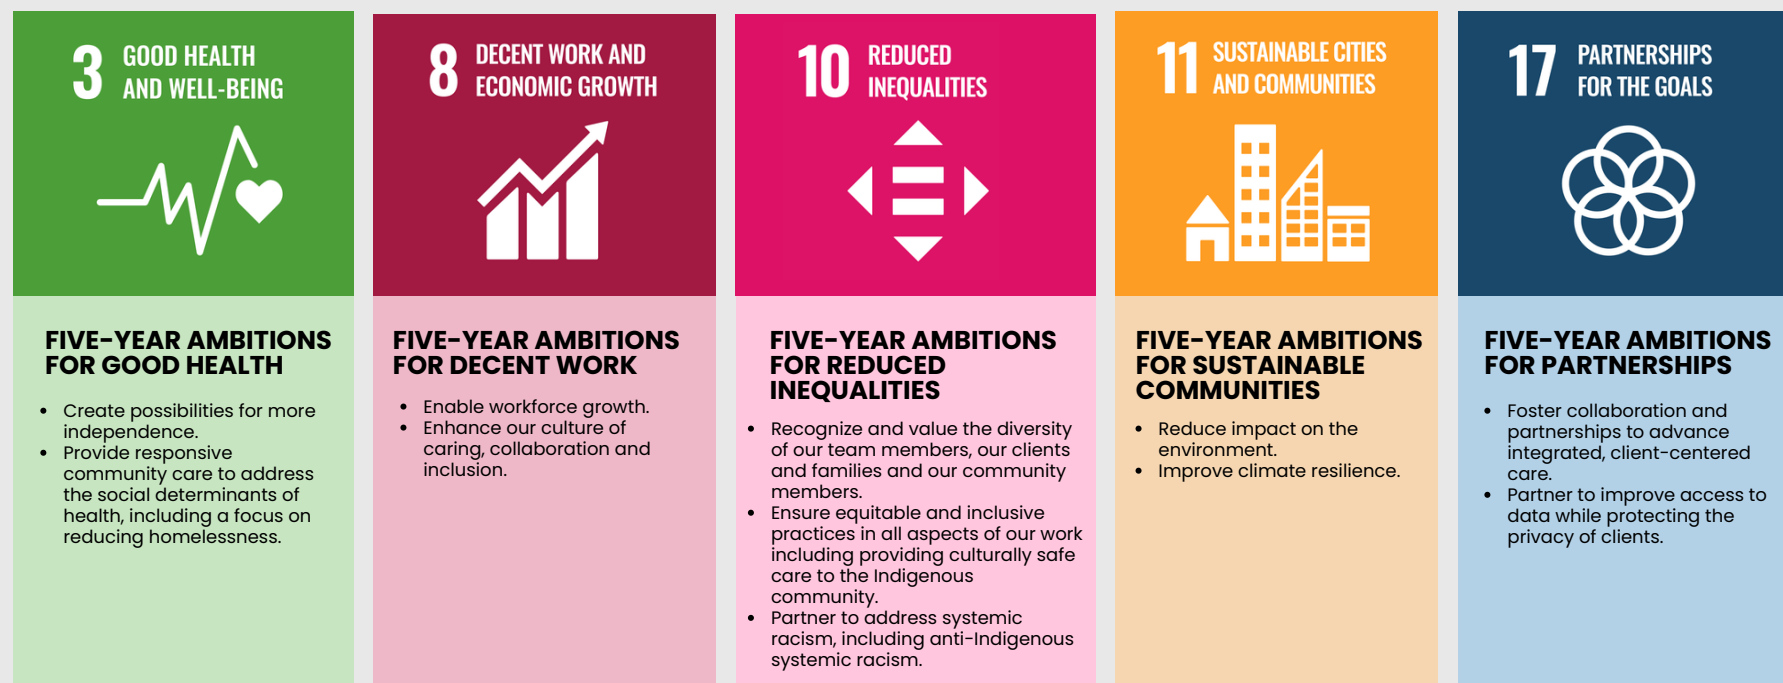 3
GOOD HEALTH
AND WELL-BEING
FIVE-YEAR AMBITIONS
FOR GOOD HEALTH
• Create possibilities for more
independence.
• Provide responsive
community care to address
the social determinants of
health, including a focus on
reducing homelessness.
8
DECENT WORK AND
ECONOMIC GROWTH
FIVE-YEAR AMBITIONS
FOR DECENT WORK
• Enable workforce growth.
• Enhance our culture of
caring, collaboration and
inclusion.
10
REDUCED
INEQUALITIES
FIVE-YEAR AMBITIONS
FOR REDUCED
INEQUALITIES
• Recognize and value the diversity
of our team members, our clients
and families and our community
members.
• Ensure equitable and inclusive
practices in all aspects of our work
including providing culturally safe
care to the Indigenous
community.
• Partner to address systemic
racism, including anti-Indigenous
systemic racism.
11
SUSTAINABLE CITIES
AND COMMUNITIES
FIVE-YEAR AMBITIONS
FOR SUSTAINABLE
COMMUNITIES
• Reduce impact on the
environment.
• Improve climate resilience.
17
PARTNERSHIPS
FOR THE GOALS
FIVE-YEAR AMBITIONS
FOR PARTNERSHIPS
• Foster collaboration and
partnerships to advance
integrated, client-centered
care.
• Partner to improve access to
data while protecting the
privacy of clients.